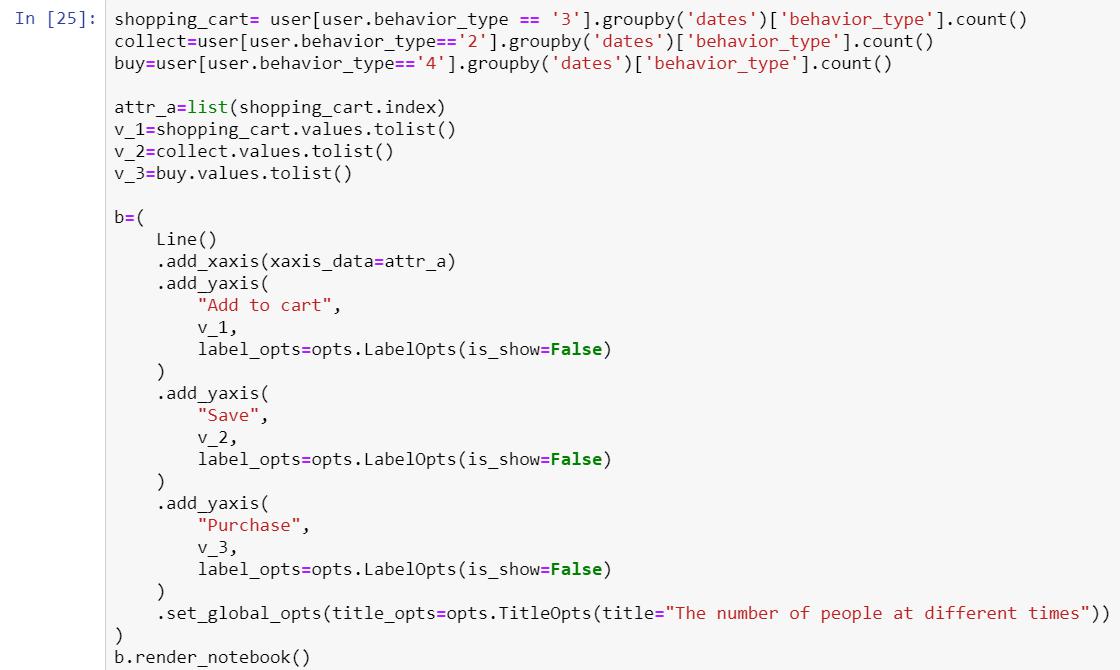 In [25]: shopping_cart= user[user.behavior_type == '3'].groupby('dates')['behavior_type'].count()
collect=user[user.behavior_type=='2'].groupby('dates')['behavior_type'].count()
buy=user[user.behavior_type=='4'].groupby('dates')['behavior_type'].count()

attr_a=list(shopping_cart.index)
v_1=shopping_cart.values.tolist()
v_2=collect.values.tolist()
v_3=buy.values.tolist()

b=(
    Line()
    .add_xaxis(xaxis_data=attr_a)
    .add_yaxis(
        "Add to cart",
        v_1,
        label_opts=opts.LabelOpts(is_show=False)
    )
    .add_yaxis(
        "Save",
        v_2,
        label_opts=opts.LabelOpts(is_show=False)
    )
    .add_yaxis(
        "Purchase",
        v_3,
        label_opts=opts.LabelOpts(is_show=False)
    )
    .set_global_opts(title_opts=opts.TitleOpts(title="The number of people at different times"))
)
b.render_notebook()